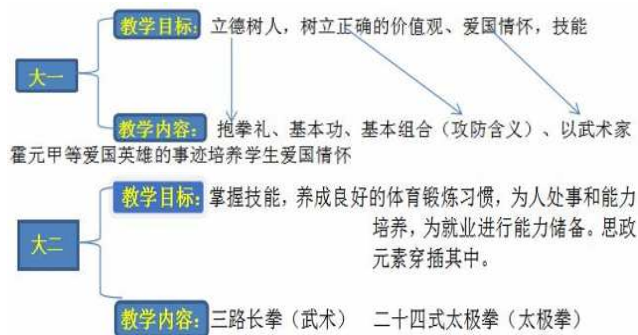 教学目标：立德树人，树立正确的价值观、爱国情怀，技能
大一
教学内容：抱拳礼、基本功、基本组合（攻防含义）、以武术家
霍元甲等爱国英雄的事迹培养学生爱国情怀
教学目标：掌握技能，养成良好的体育锻炼习惯，为人处事和能力
培养，为就业进行能力储备。思政
元素穿插其中。
大二
教学内容：三路长拳（武术） 二十四式太极拳（太极拳）